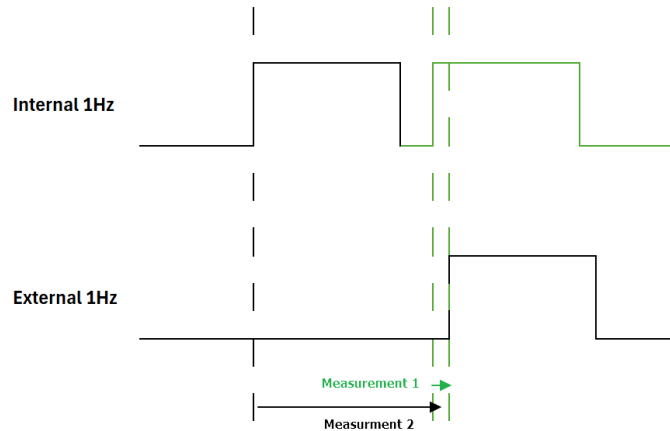 Internal 1Hz
External 1Hz
Measurement 1
Measurment 2